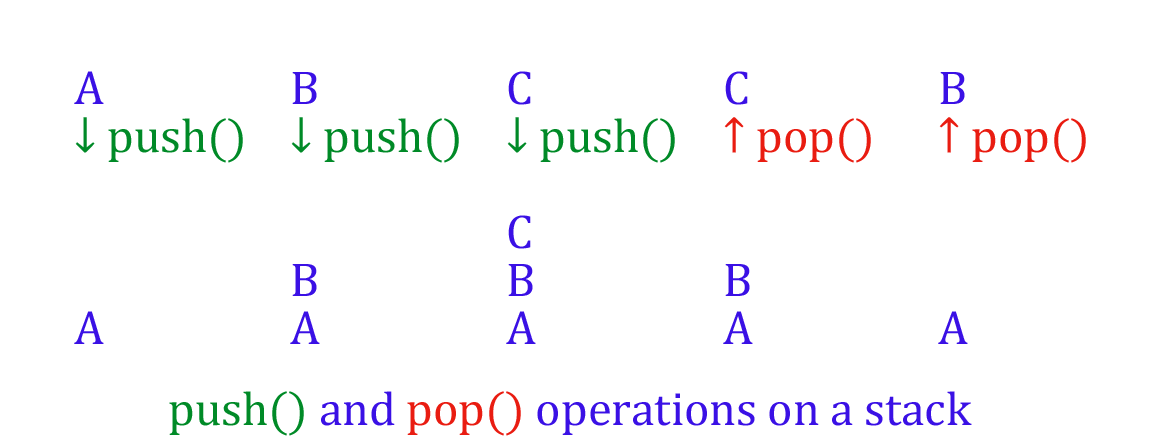 A B C C B
↓push() ↓push() ↓push() ↑pop() ↑pop()
C
B B B
A A A A A
push() and pop() operations on a stack